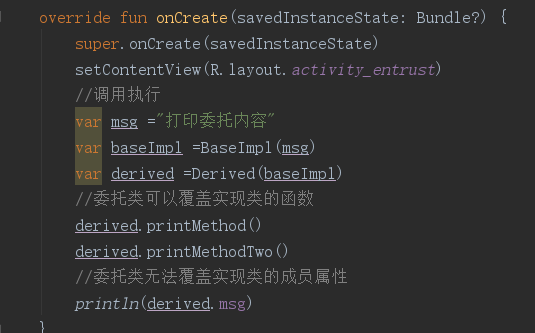 override fun onCreate(savedInstanceState: Bundle?) {
super.onCreate(savedInstanceState)
setContentView(R.layout.activity_entrust)
//调用执行
var msg ="打印委托内容"
var baseImpl =BaseImpl(msg)
var derived =Derived(baseImpl)
//委托类可以覆盖实现类的函数
derived.printMethod()
derived.printMethodTwo()
//委托类无法覆盖实现类的成员属性
println(derived.msg)
}